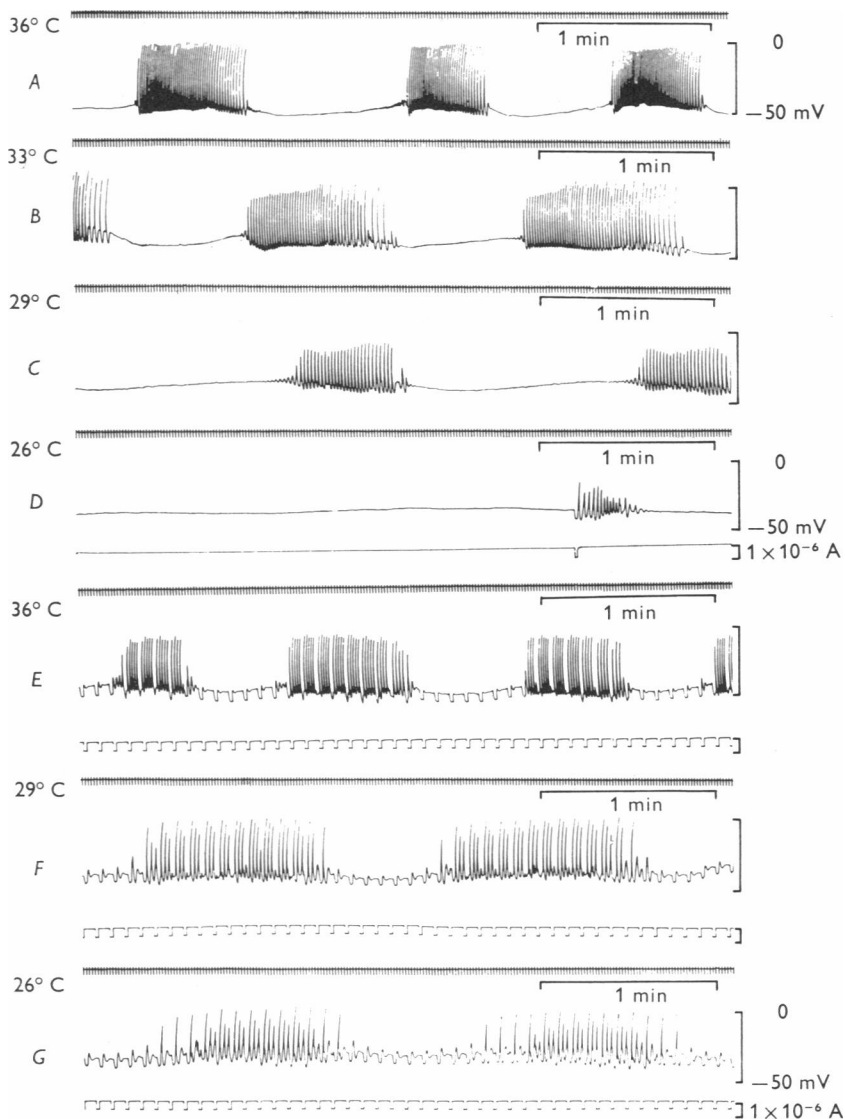 36° C
1 min
0
A
−50 mV
33° C
1 min
B
29° C
1 min
C
26° C
1 min
0
D
−50 mV
1 × 10⁻⁶ A
36° C
1 min
E
29° C
1 min
F
26° C
1 min
0
G
−50 mV
1 × 10⁻⁶ A